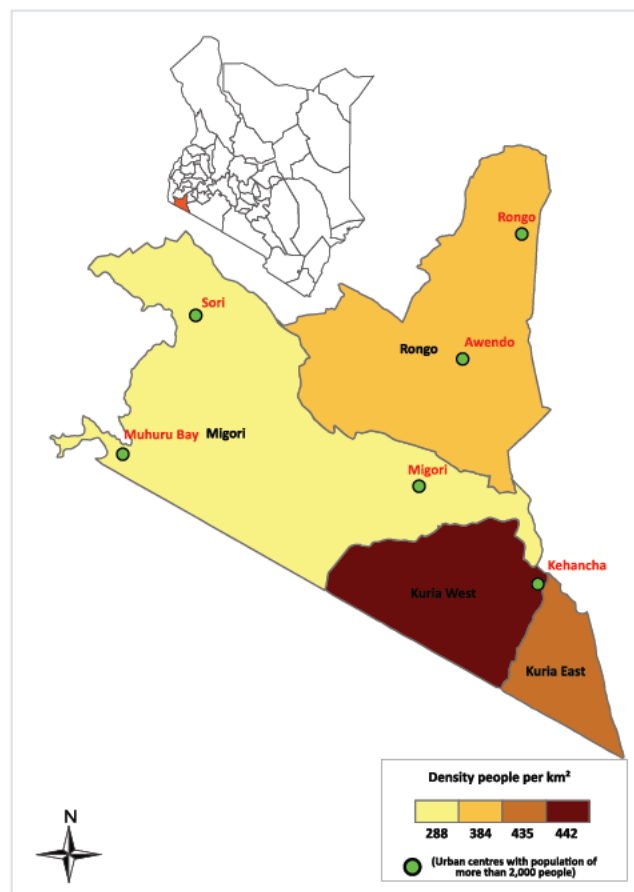 Rongo
Sori
Awendo
Rongo
Muhuru Bay
Migori
Migori
Kehancha
Kuria West
Kuria East
Density people per km²
288 384 435 442
(Urban centres with population of
more than 2,000 people)
N